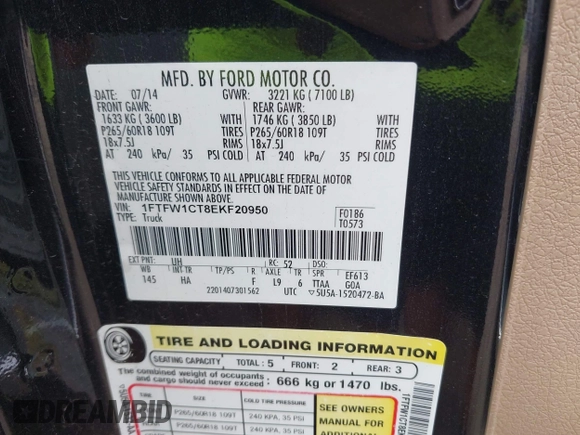 MFD. BY FORD MOTOR CO.
DATE: 07/14 GVWR: 3221 KG ( 7100 LB)
FRONT GAWR: REAR GAWR:
1633 KG ( 3600 LB) WITH 1746 KG ( 3850 LB) WITH
P265/60R18 109T TIRES P265/60R18 109T TIRES
18x7.5J RIMS 18x7.5J RIMS
AT 240 kPa/ 35 PSI COLD AT 240 kPa/ 35 PSI COLD
THIS VEHICLE CONFORMS TO ALL APPLICABLE FEDERAL MOTOR
VEHICLE SAFETY STANDARDS IN EFFECT ON THE DATE OF
MANUFACTURE SHOWN ABOVE.
VIN: 1FTFW1CT8EKF20950 F0186
TYPE: Truck T0573
EXT PNT: UH RC: 52 DSO:
WB INT TR TP/PS R AXLE TR SPR EF613
145 HA F L9 6 TTAA GOA
2201407301562 UTC ▽SU5A-1520472-BA
TIRE AND LOADING INFORMATION
SEATING CAPACITY TOTAL: 5 FRONT: 2 REAR: 3
The combined weight of occupants
and cargo should never exceed: 666 kg or 1470 lbs.
SIZE COLD TIRE PRESSURE
P265/60R18 109T 240 KPA, 35 PSI
P265/60R18 109T
SEE OWNERS
MANUAL FOR
DREAMBID